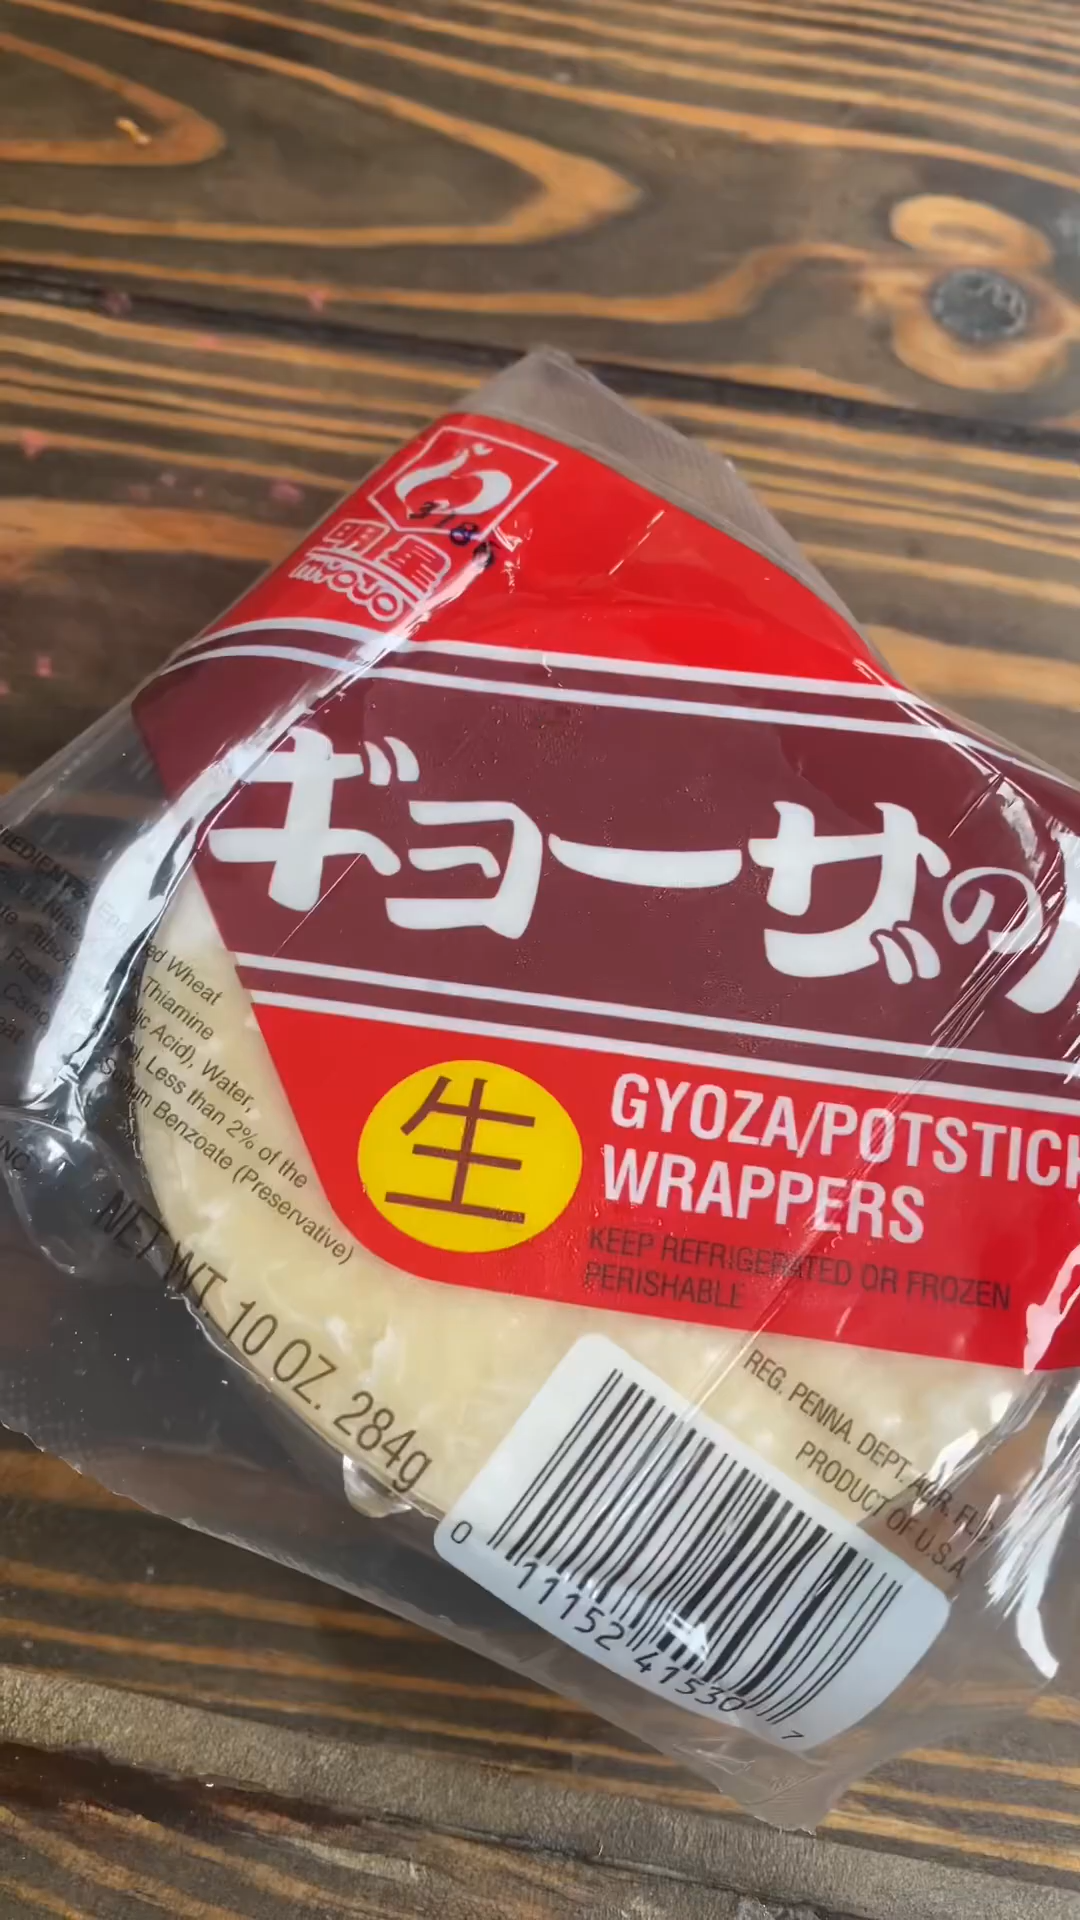 3185
明星
myojo
ギョーザの
生
GYOZA/POTSTICK
WRAPPERS
KEEP REFRIGERATED OR FROZEN
PERISHABLE
ed Wheat
Thiamine
lic Acid), Water,
Less than 2% of the
Sodium Benzoate (Preservative)
INC
NET WT. 10 OZ. 284g
REG. PENNA. DEPT. AGR.
PRODUCT OF U.S.A.
0 11152 41530 7